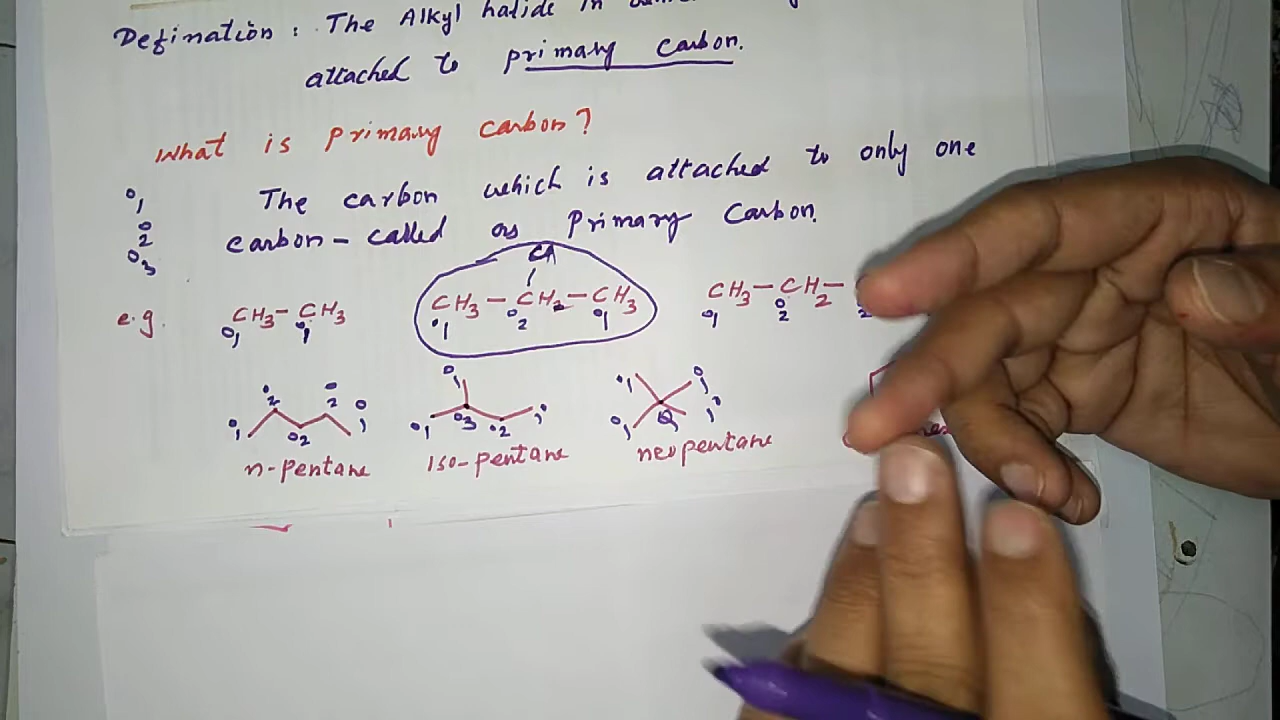 Defination : The Alkyl halide in
attached to primary carbon.
What is primary carbon?
°1 The carbon which is attached to only one
°2 carbon - called as Primary Carbon.
°3
Cl
e.g. CH3 - CH3 CH3 - CH2 - CH3 CH3 - CH2 -
°1 °1 °1 °2 °1 °1 °2 2
°1 °2 °2 °2 °1 °1 °1 °3 °2 1° °1 °1 °1 1° Q
n-pentane iso-pentane neopentane